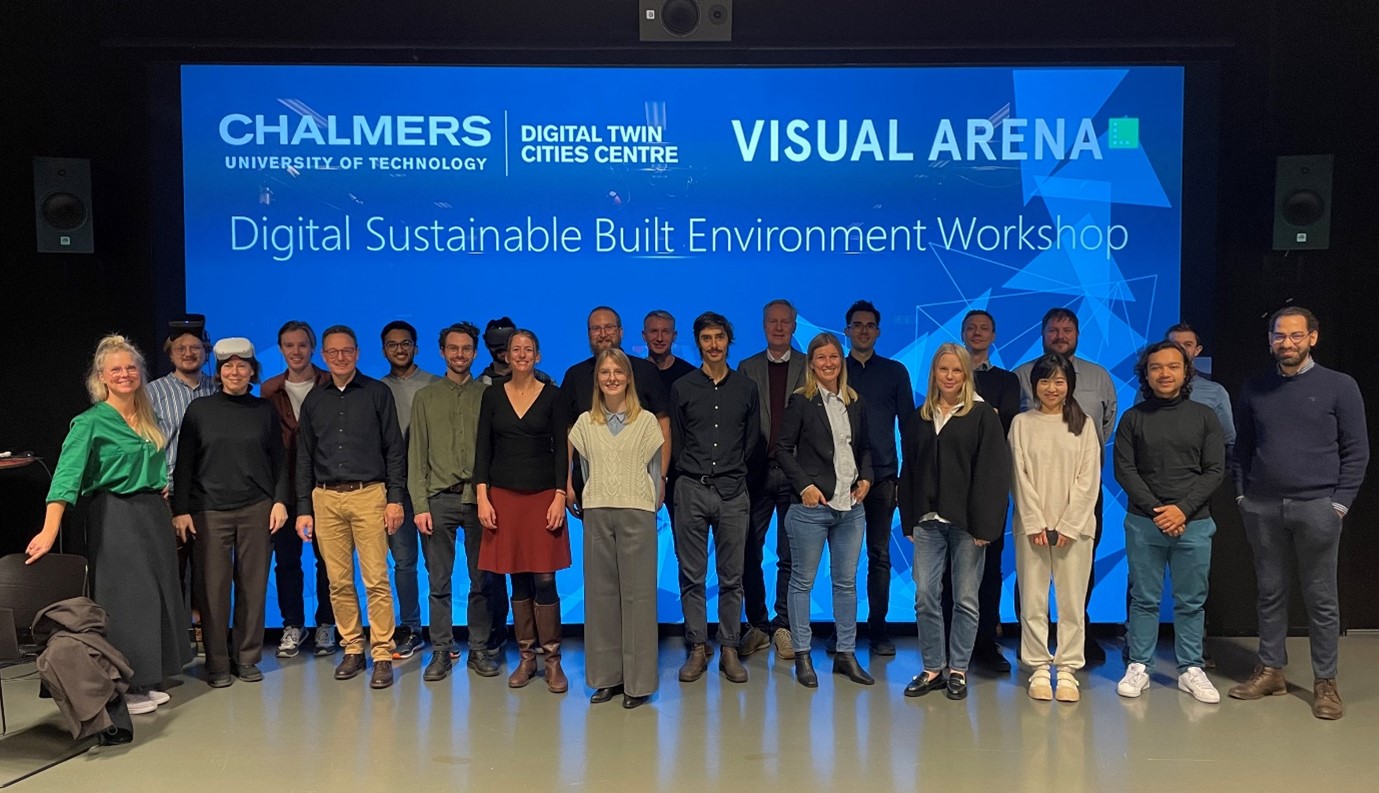 CHALMERS
UNIVERSITY OF TECHNOLOGY
DIGITAL TWIN
CITIES CENTRE
VISUAL ARENA
Digital Sustainable Built Environment Workshop